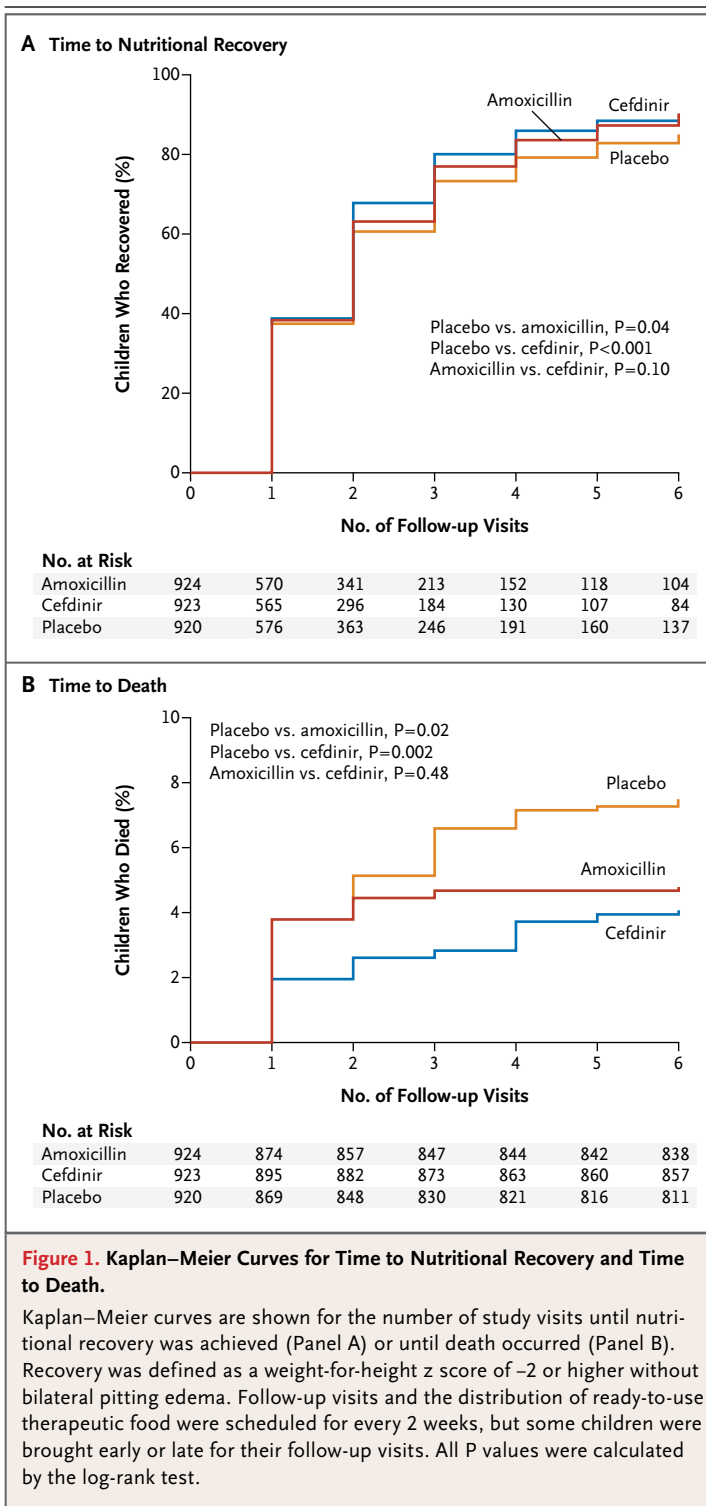 A Time to Nutritional Recovery
100
80
60
40
20
0
Children Who Recovered (%)
Amoxicillin
Cefdinir
Placebo
Placebo vs. amoxicillin, P=0.04
Placebo vs. cefdinir, P<0.001
Amoxicillin vs. cefdinir, P=0.10
0 1 2 3 4 5 6
No. of Follow-up Visits
No. at Risk
Amoxicillin 924 570 341 213 152 118 104
Cefdinir 923 565 296 184 130 107 84
Placebo 920 576 363 246 191 160 137
B Time to Death
10
8
6
4
2
0
Children Who Died (%)
Placebo vs. amoxicillin, P=0.02
Placebo vs. cefdinir, P=0.002
Amoxicillin vs. cefdinir, P=0.48
Placebo
Amoxicillin
Cefdinir
0 1 2 3 4 5 6
No. of Follow-up Visits
No. at Risk
Amoxicillin 924 874 857 847 844 842 838
Cefdinir 923 895 882 873 863 860 857
Placebo 920 869 848 830 821 816 811
Figure 1. Kaplan–Meier Curves for Time to Nutritional Recovery and Time
to Death.
Kaplan–Meier curves are shown for the number of study visits until nutri-
tional recovery was achieved (Panel A) or until death occurred (Panel B).
Recovery was defined as a weight-for-height z score of –2 or higher without
bilateral pitting edema. Follow-up visits and the distribution of ready-to-use
therapeutic food were scheduled for every 2 weeks, but some children were
brought early or late for their follow-up visits. All P values were calculated
by the log-rank test.